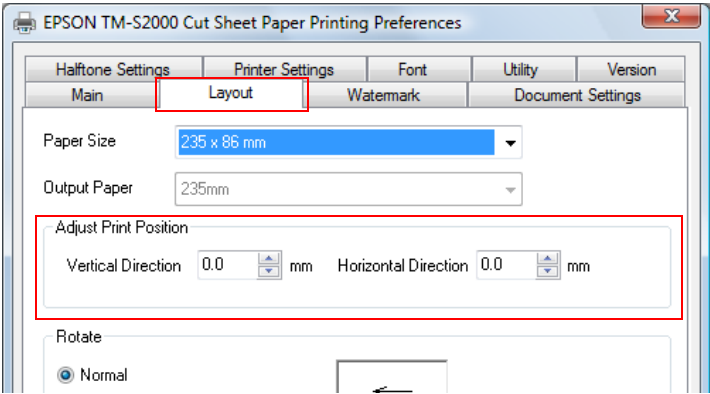 EPSON TM-S2000 Cut Sheet Paper Printing Preferences
Halftone Settings Printer Settings Font Utility Version
Main Layout Watermark Document Settings
Paper Size 235 x 86 mm
Output Paper 235mm
Adjust Print Position
Vertical Direction 0.0 mm Horizontal Direction 0.0 mm
Rotate
Normal